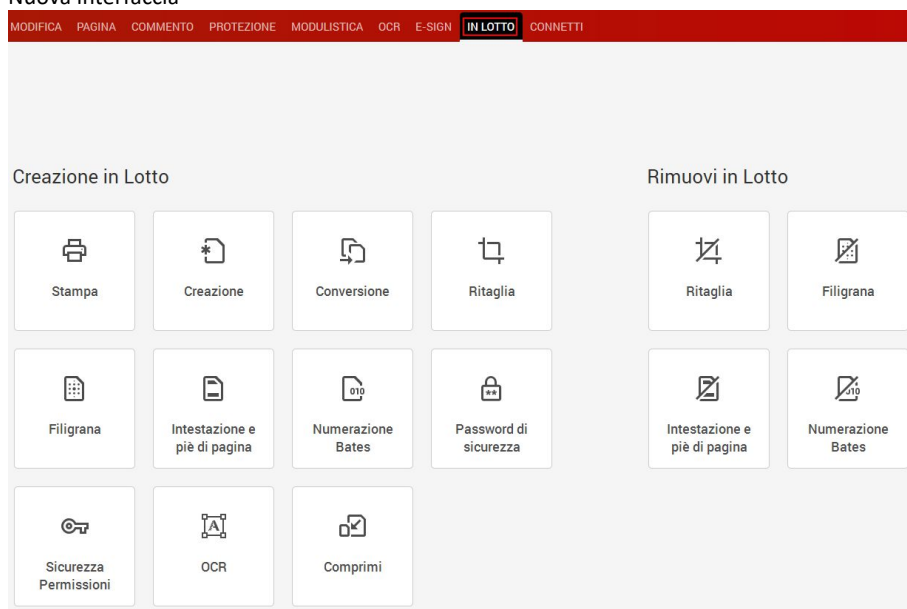 Nuova interfaccia
MODIFICA PAGINA COMMENTO PROTEZIONE MODULISTICA OCR E-SIGN IN LOTTO CONNETTI
Creazione in Lotto
Stampa
Creazione
Conversione
Ritaglia
Filigrana
Intestazione e
piè di pagina
Numerazione
Bates
Password di
sicurezza
Sicurezza
Permissioni
OCR
Comprimi
Rimuovi in Lotto
Ritaglia
Filigrana
Intestazione e
piè di pagina
Numerazione
Bates